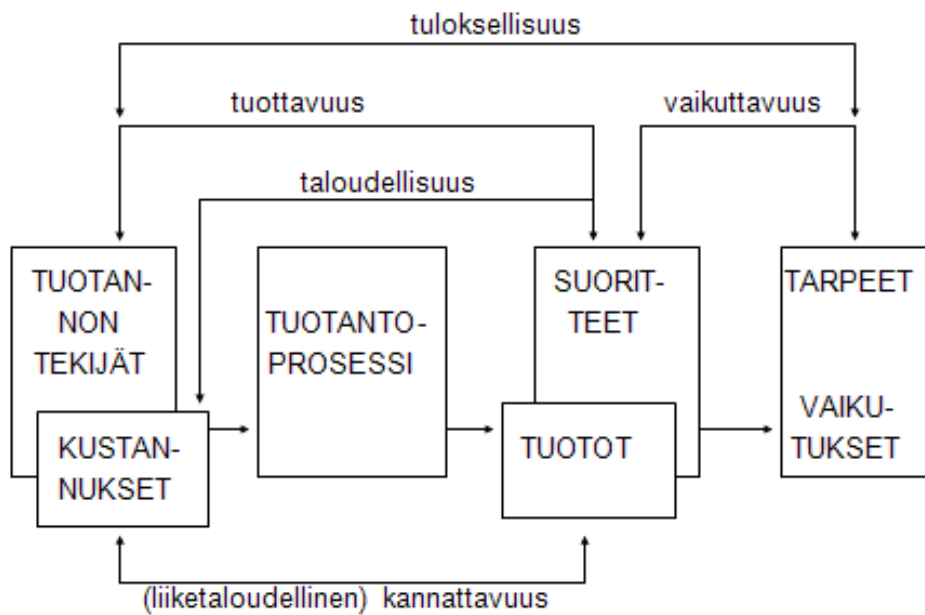 tuloksellisuus
tuottavuus
vaikuttavuus
taloudellisuus
TUOTAN-
NON
TEKIJÄT
KUSTAN-
NUKSET
TUOTANTO-
PROSESSI
SUORIT-
TEET
TUOTOT
TARPEET
VAIKU-
TUKSET
(liiketaloudellinen) kannattavuus